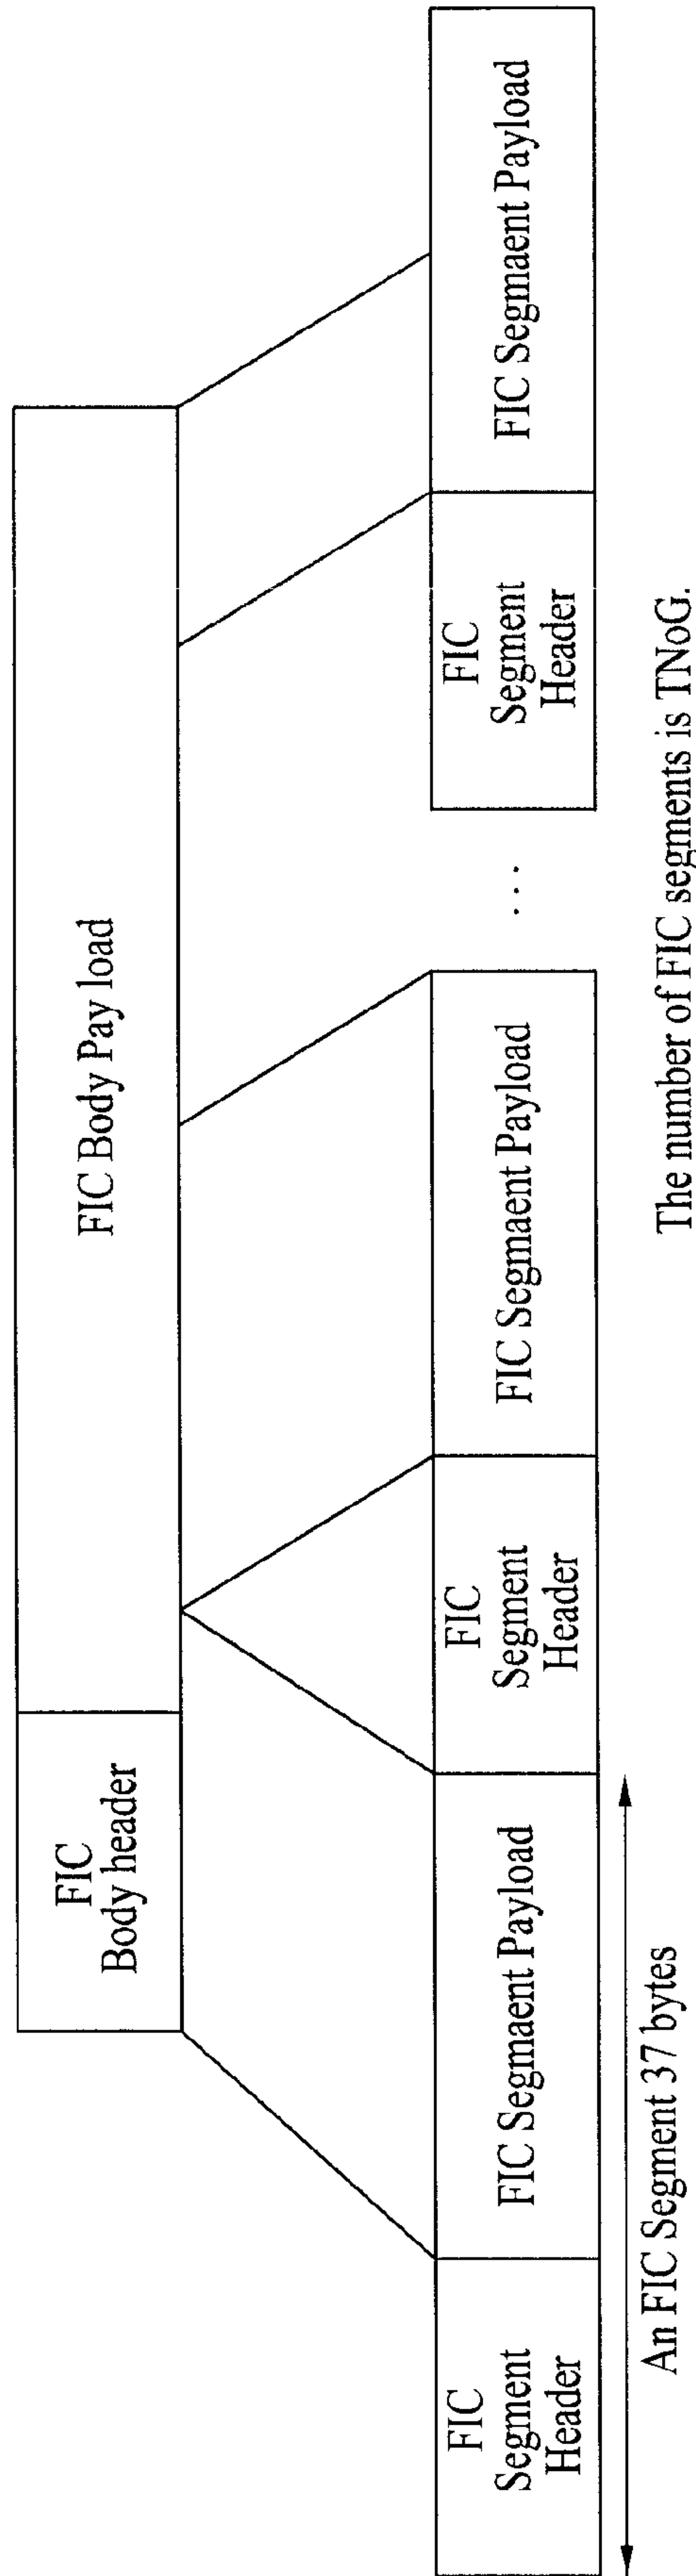 FIC
Body header
FIC Body Pay load
FIC
Segment
Header
FIC Segmaent Payload
FIC
Segment
Header
FIC Segmaent Payload
...
FIC
Segment
Header
FIC Segmaent Payload
An FIC Segment 37 bytes
The number of FIC segments is TNoG.